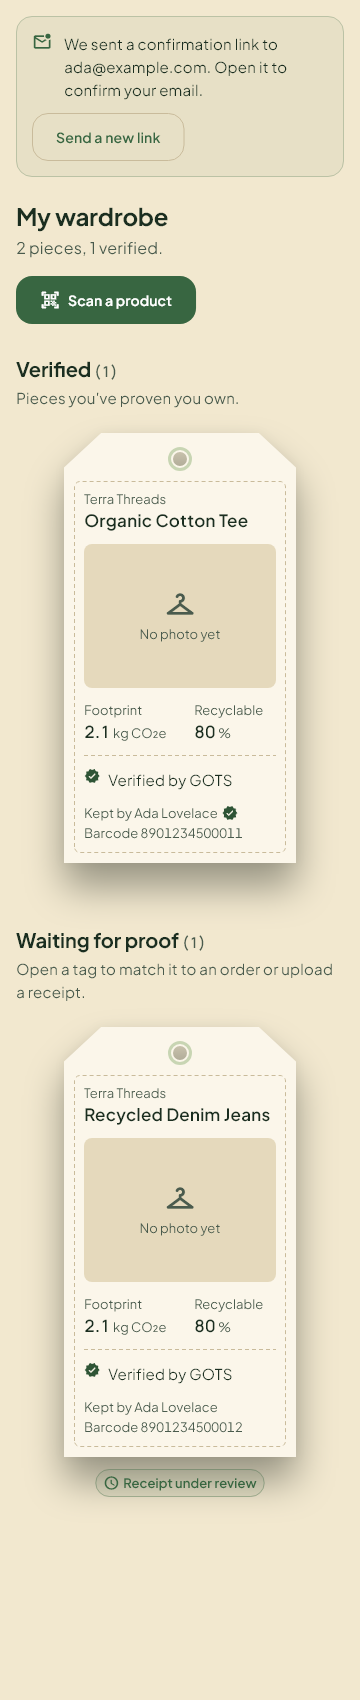 We sent a confirmation link to
ada@example.com. Open it to
confirm your email.
Send a new link
My wardrobe
2 pieces, 1 verified.
Scan a product
Verified (1)
Pieces you've proven you own.
Terra Threads
Organic Cotton Tee
No photo yet
Footprint Recyclable
2.1 kg CO₂e 80 %
Verified by GOTS
Kept by Ada Lovelace
Barcode 8901234500011
Waiting for proof (1)
Open a tag to match it to an order or upload
a receipt.
Terra Threads
Recycled Denim Jeans
No photo yet
Footprint Recyclable
2.1 kg CO₂e 80 %
Verified by GOTS
Kept by Ada Lovelace
Barcode 8901234500012
Receipt under review